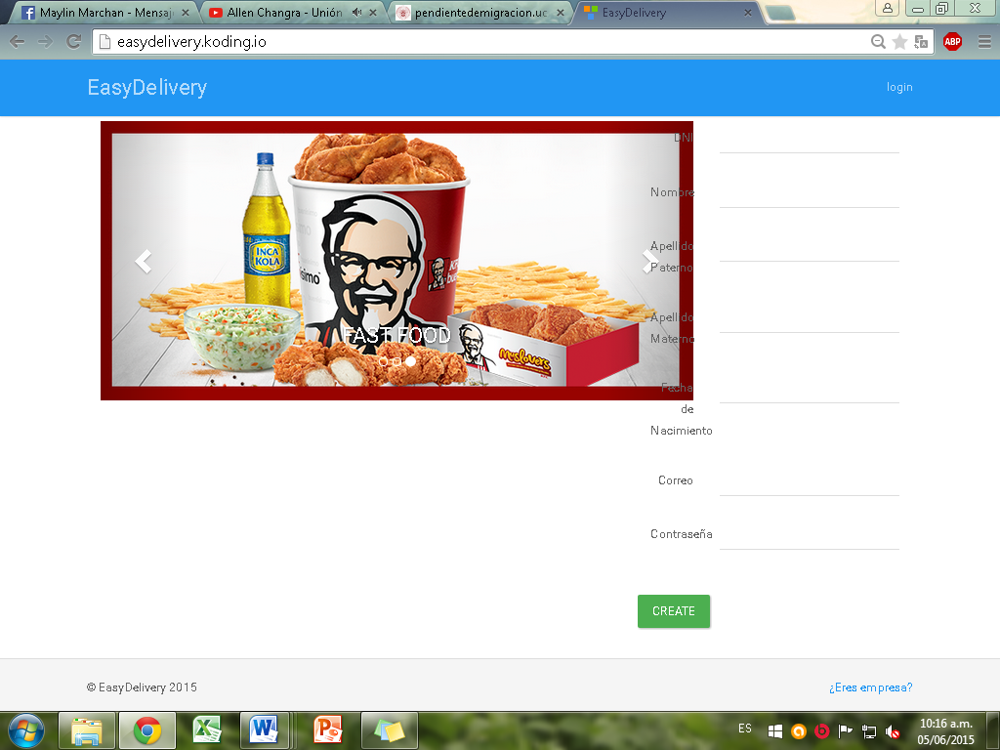 Maylin Marchan - Mensaj
Allen Changra - Unión
pendientedemigracion.uc
EasyDelivery
easydelivery.koding.io
ABP
EasyDelivery
login
DNI
Nombre
Apellido
Paterno
Apellido
Materno
Fecha
de
Nacimiento
Correo
Contraseña
INCA
KOLA
FAST FOOD
CREATE
© EasyDelivery 2015
¿Eres empresa?
ES
10:16 a.m.
05/06/2015